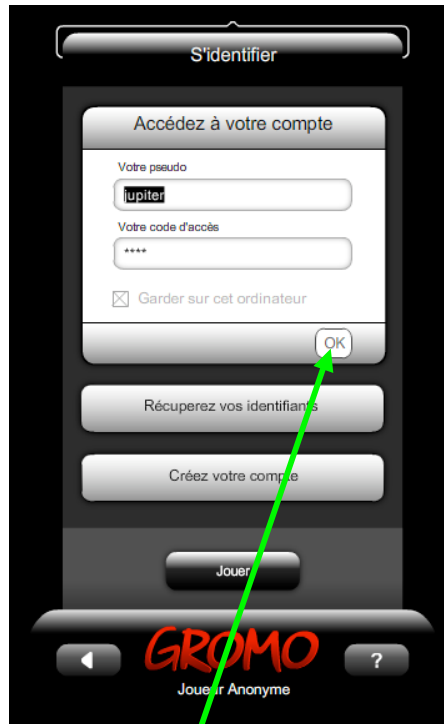 S'identifier
Accédez à votre compte
Votre pseudo
jupiter
Votre code d'accès
****
Garder sur cet ordinateur
OK
Récuperez vos identifiants
Créez votre compte
Jouer
GROMO
?
Joueur Anonyme